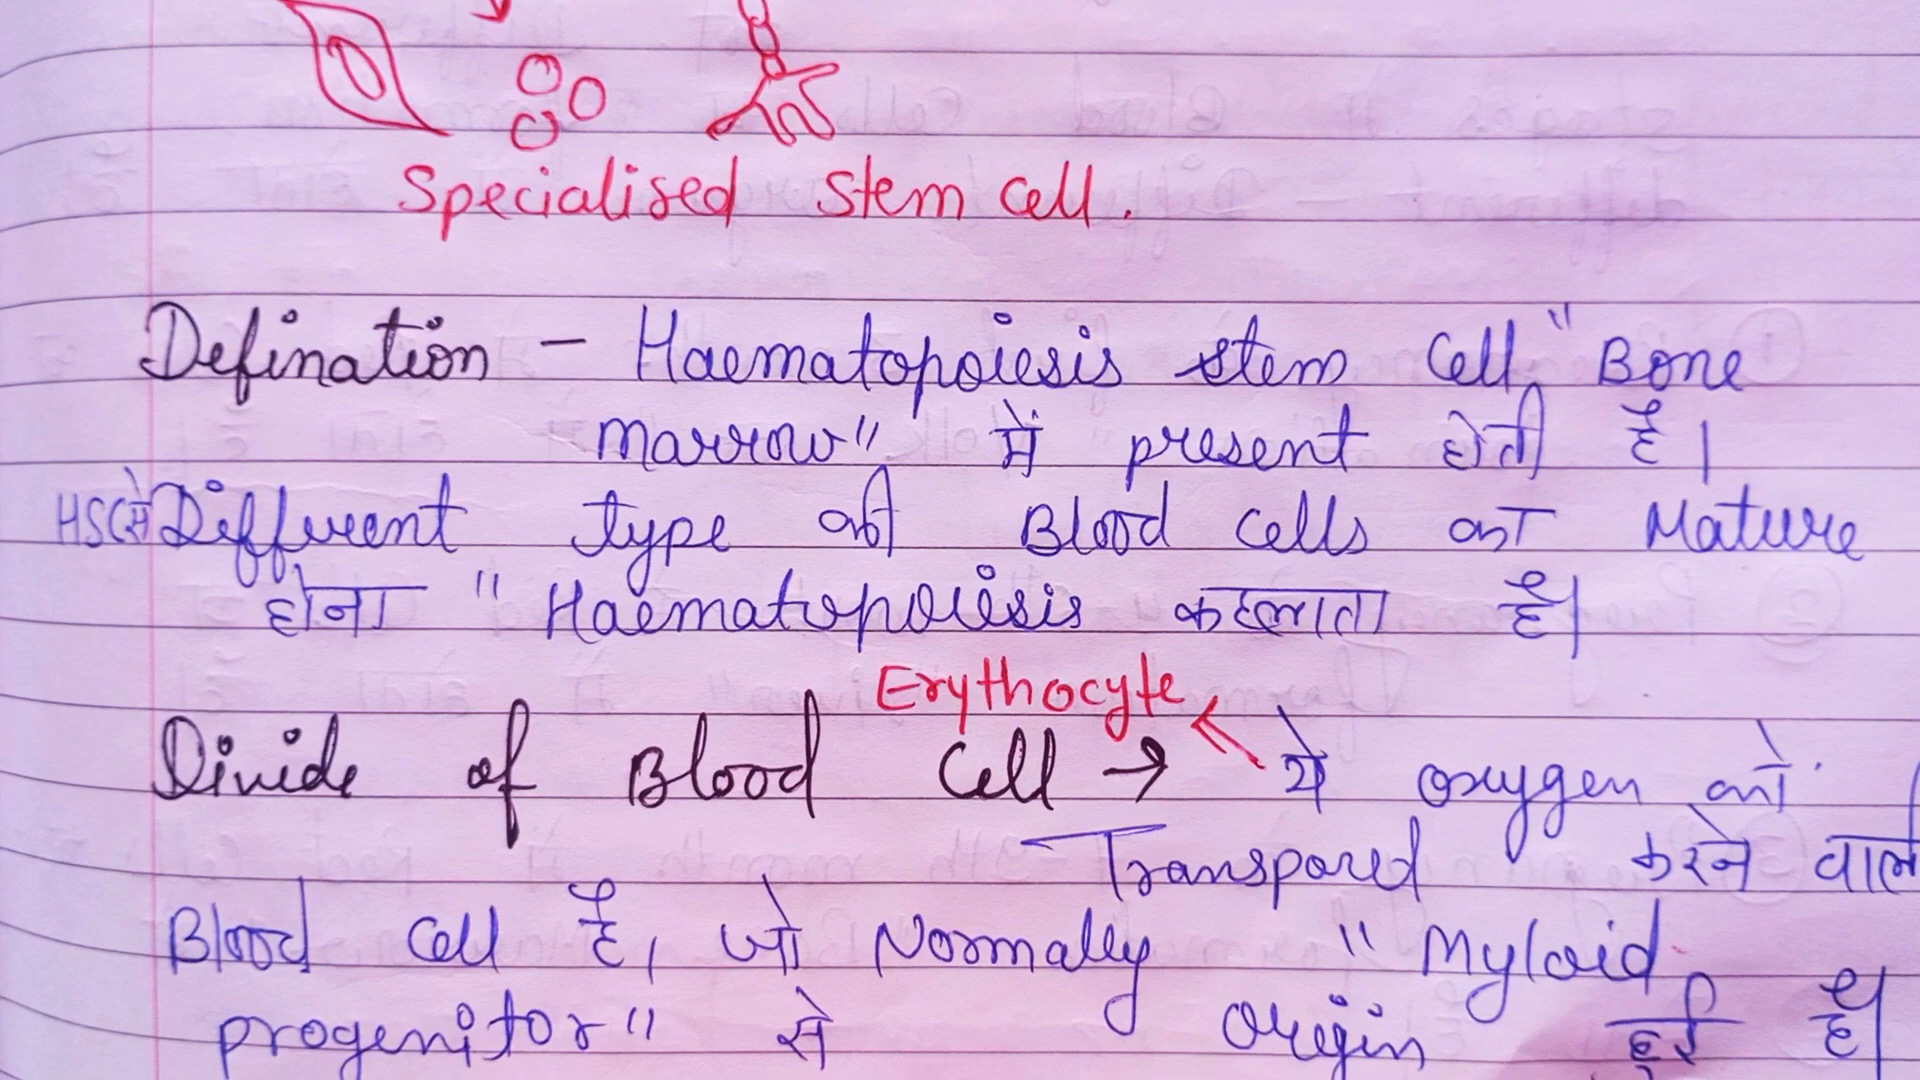 Specialised Stem Cell.
Defination - Haematopoiesis stem Cell, " Bone
marrow" में present होती है।
HSC से Different type की Blood Cells का Mature
होना " Haematopoiesis कहलाता है।
Erythocyte
Divide of Blood Cell → ये oxygen को
Transpored करने वाली
Blood Cell है, जो Normally " Myloid
progenitor" से origin हुई है।